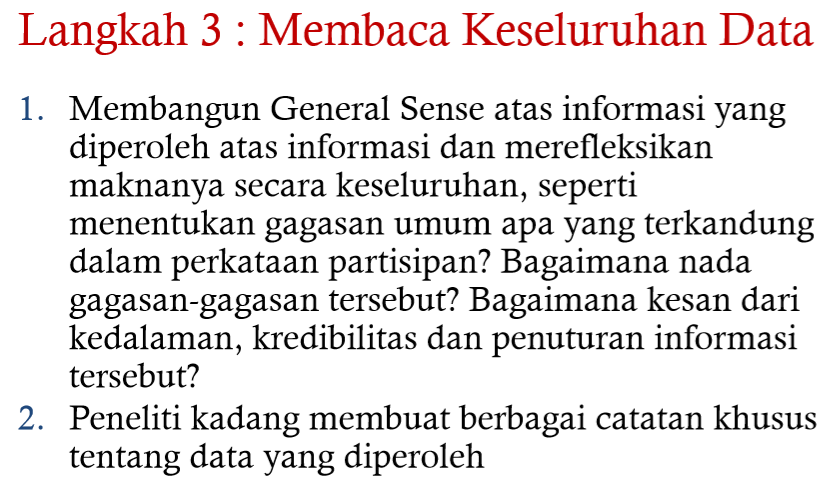 Langkah 3 : Membaca Keseluruhan Data
1. Membangun General Sense atas informasi yang
diperoleh atas informasi dan merefleksikan
maknanya secara keseluruhan, seperti
menentukan gagasan umum apa yang terkandung
dalam perkataan partisipan? Bagaimana nada
gagasan-gagasan tersebut? Bagaimana kesan dari
kedalaman, kredibilitas dan penuturan informasi
tersebut?
2. Peneliti kadang membuat berbagai catatan khusus
tentang data yang diperoleh